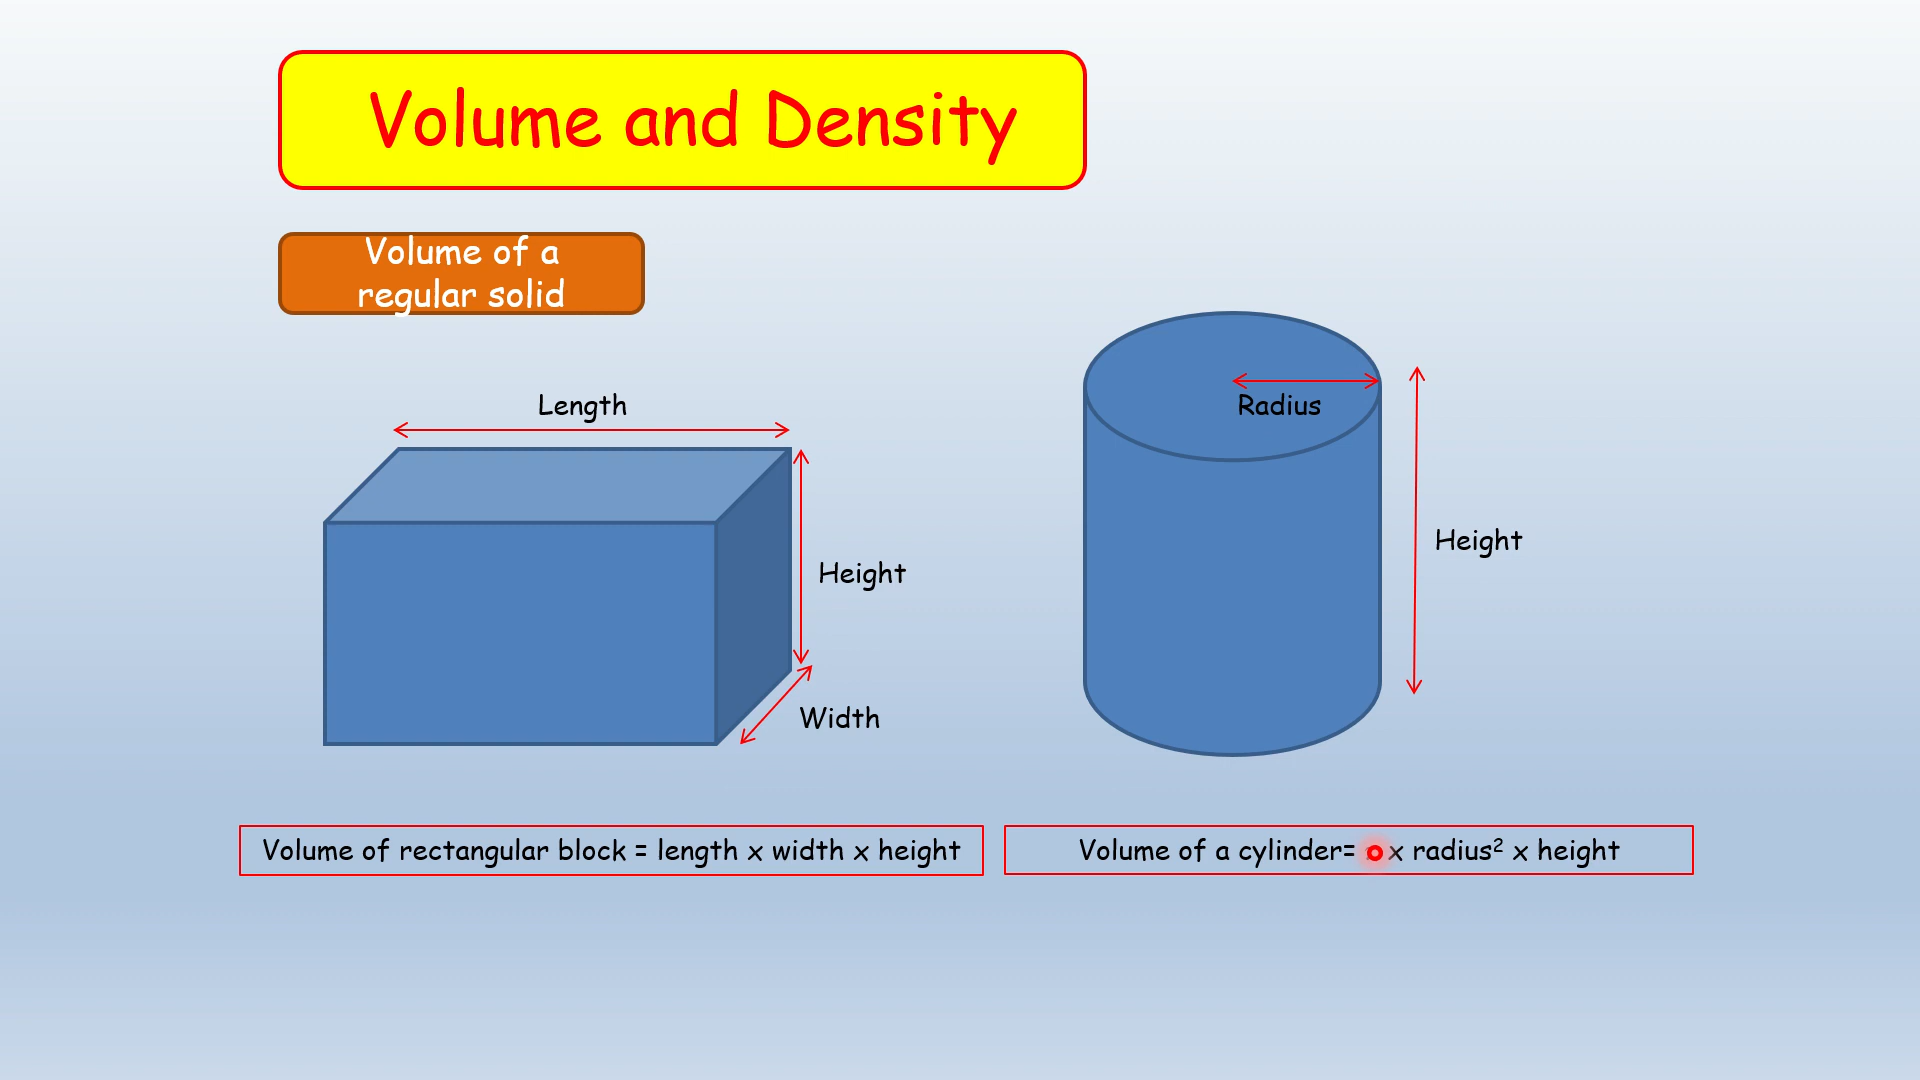 Volume and Density
Volume of a
regular solid
Length
Height
Width
Radius
Height
Volume of rectangular block = length x width x height
Volume of a cylinder= x radius² x height